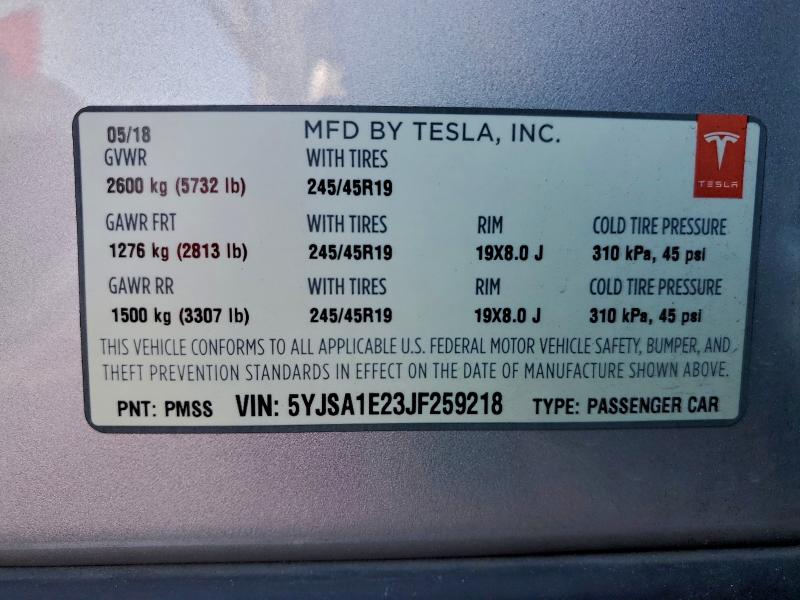 05/18 MFD BY TESLA, INC.
GVWR WITH TIRES
2600 kg (5732 lb) 245/45R19
TESLA
GAWR FRT WITH TIRES RIM COLD TIRE PRESSURE
1276 kg (2813 lb) 245/45R19 19X8.0 J 310 kPa, 45 psi
GAWR RR WITH TIRES RIM COLD TIRE PRESSURE
1500 kg (3307 lb) 245/45R19 19X8.0 J 310 kPa, 45 psi
THIS VEHICLE CONFORMS TO ALL APPLICABLE U.S. FEDERAL MOTOR VEHICLE SAFETY, BUMPER, AND
THEFT PREVENTION STANDARDS IN EFFECT ON THE DATE OF MANUFACTURE SHOWN ABOVE.
PNT: PMSS VIN: 5YJSA1E23JF259218 TYPE: PASSENGER CAR